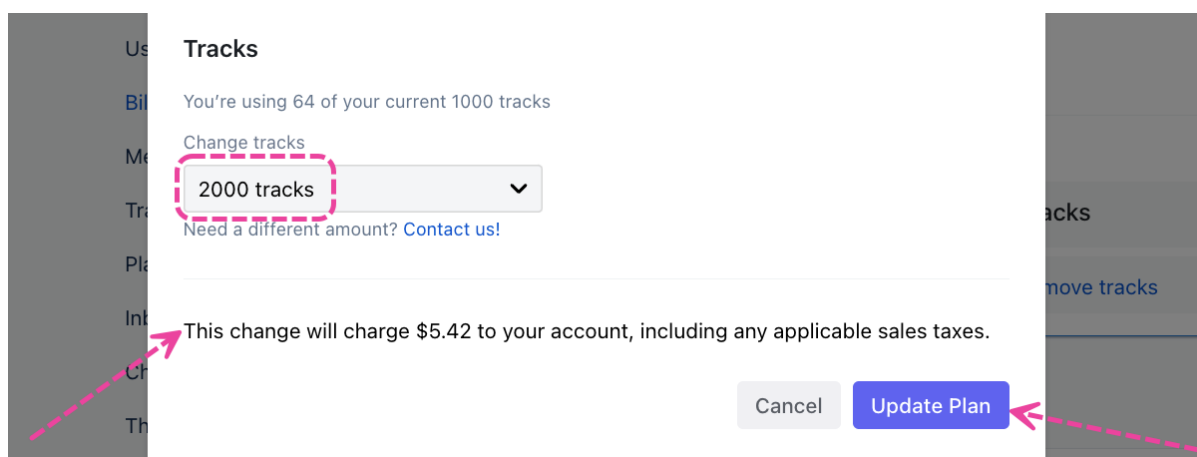 Tracks
You’re using 64 of your current 1000 tracks
Change tracks
2000 tracks
Need a different amount? Contact us!
This change will charge $5.42 to your account, including any applicable sales taxes.
Cancel
Update Plan
tracks